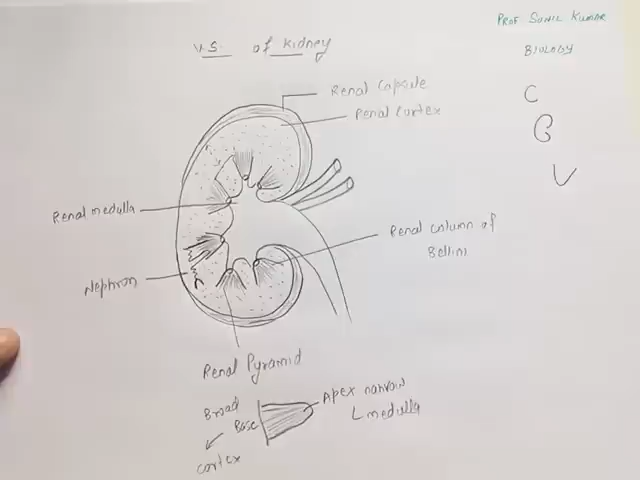 PROF SUNIL KUMAR
BIOLOGY
V.S. of Kidney
Renal Capsule
Renal Cortex
C
B
V
Renal medulla
Renal column of
Bellini
Nephron
Renal Pyramid
Broad
Base
cortex
Apex narrow
medulla